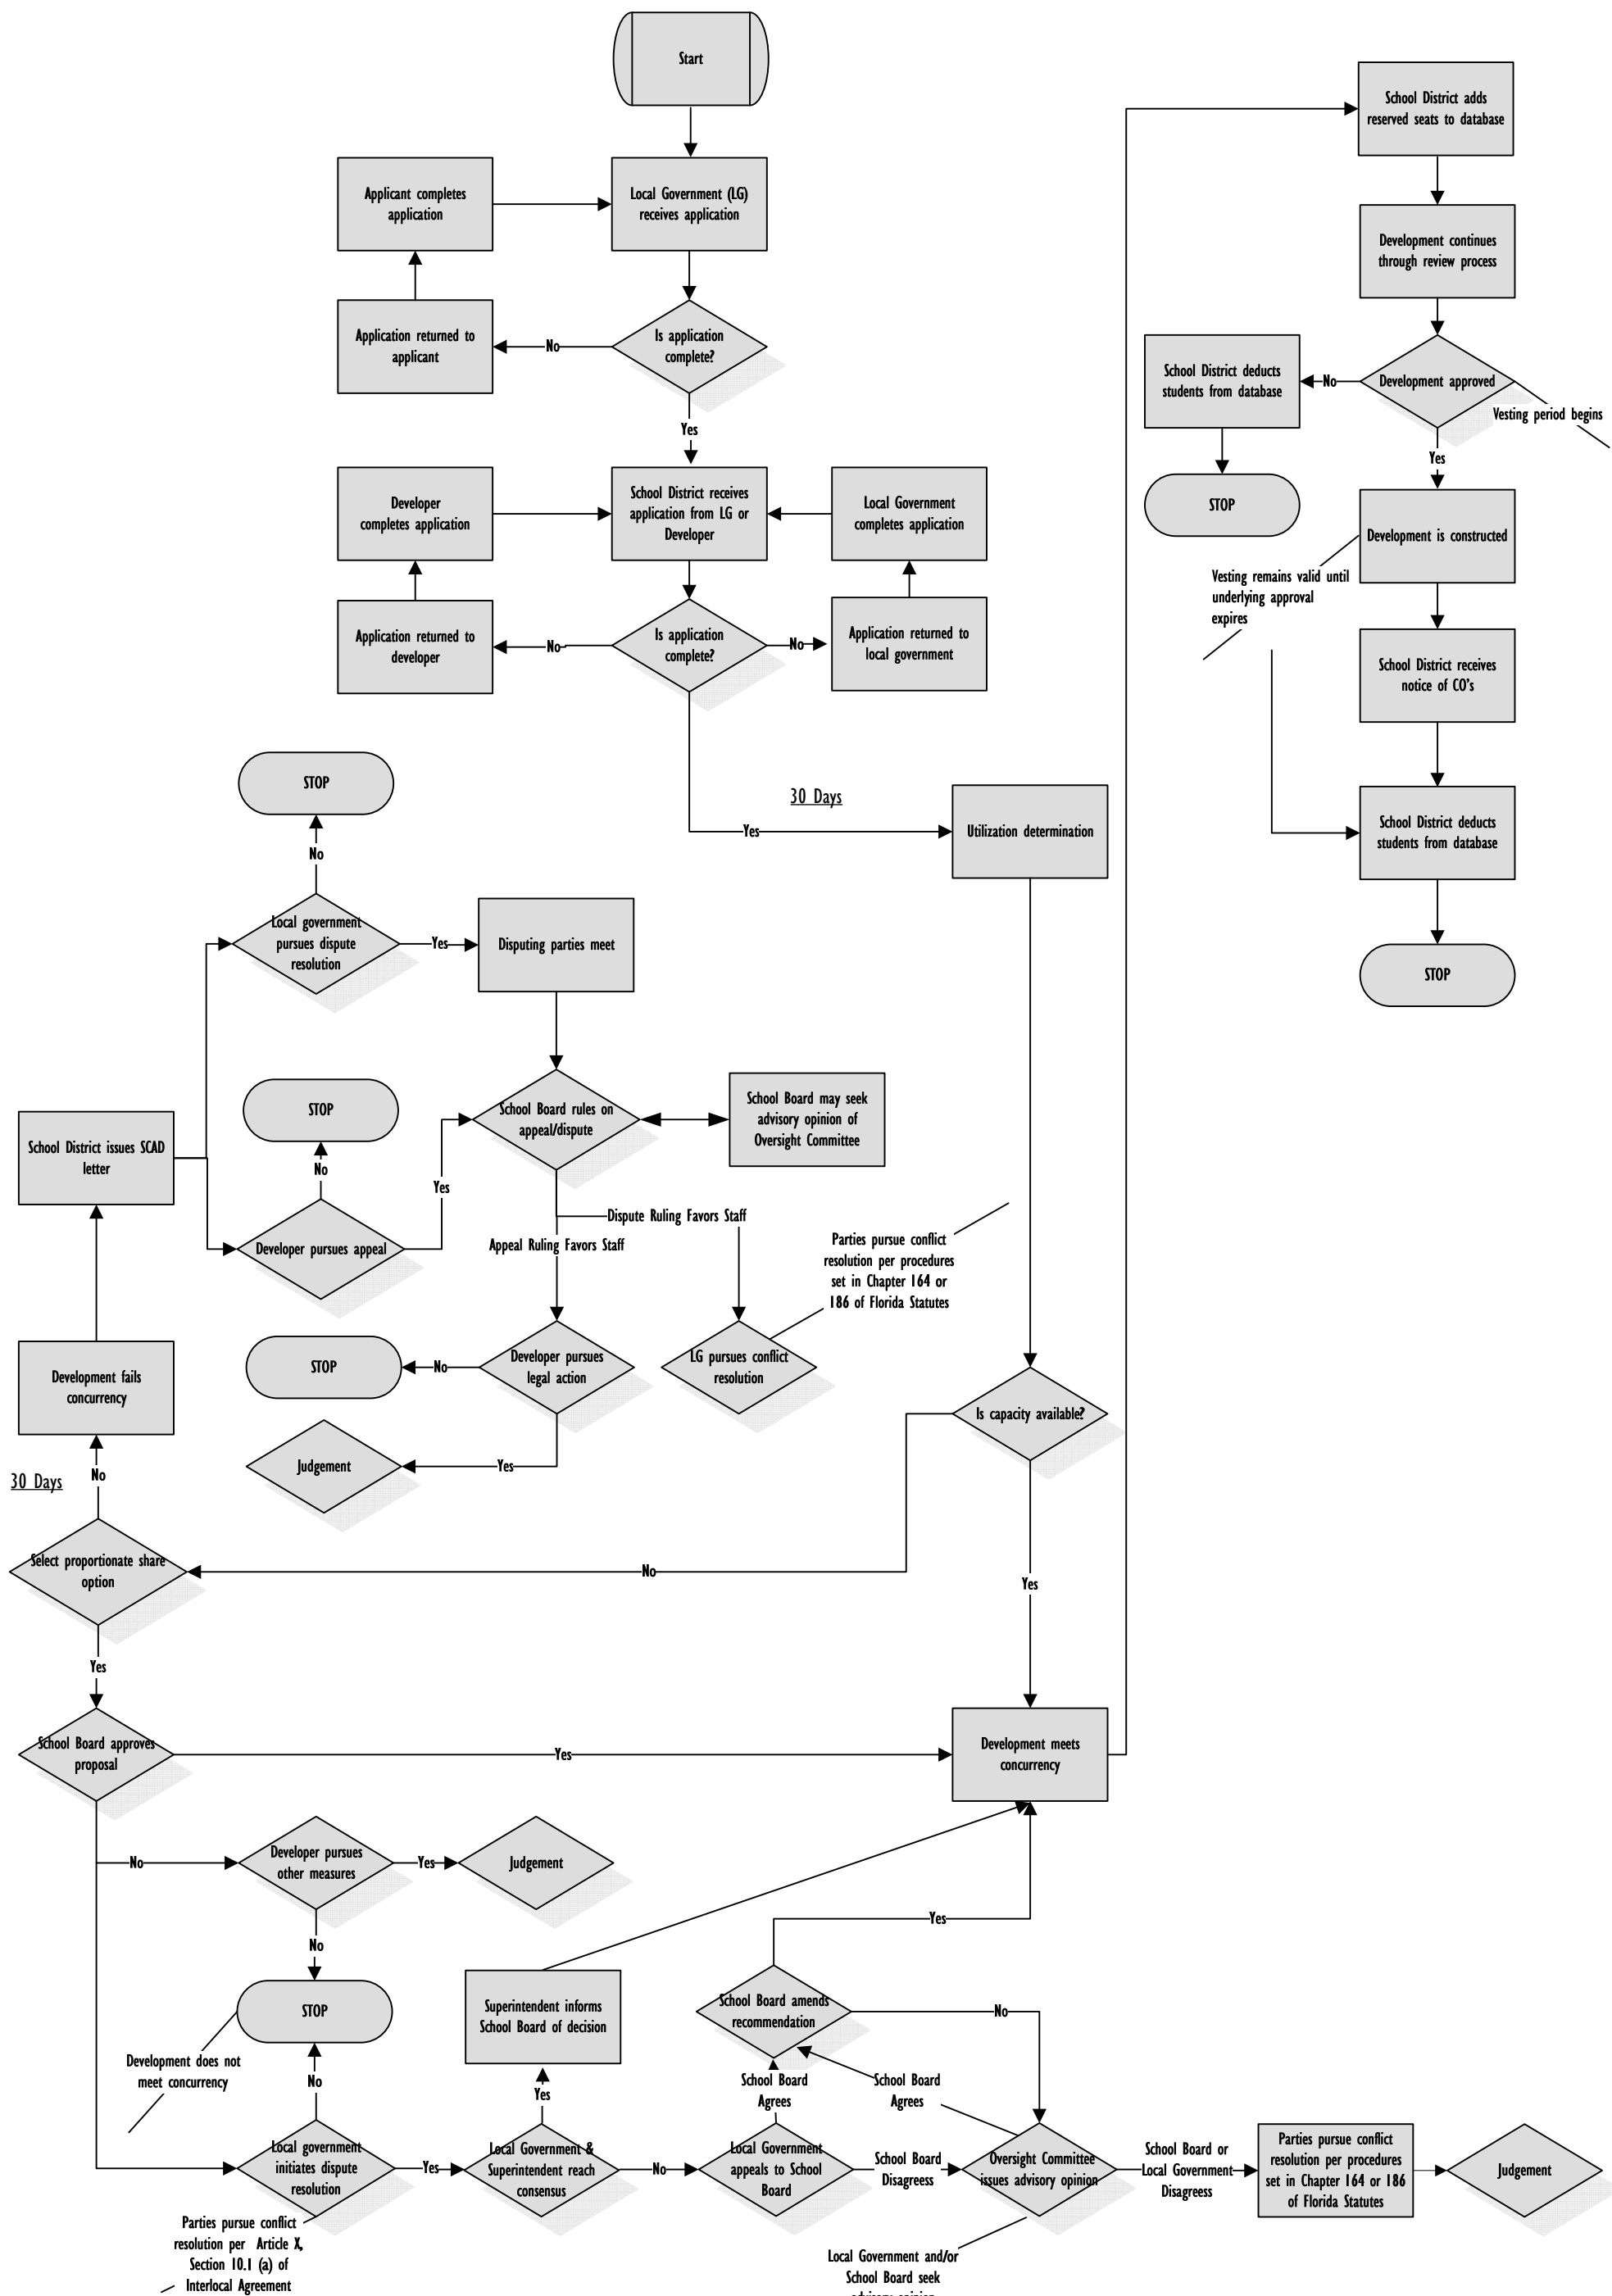 Start
Local Government (LG)
receives application
Applicant completes
application
Application returned to
applicant
No
Is application
complete?
Yes
School District receives
application from LG or
Developer
Developer
completes application
Local Government
completes application
Application returned to
developer
No
Is application
complete?
No
Application returned to
local government
Yes
30 Days
Utilization determination
School District adds
reserved seats to database
Development continues
through review process
Development approved
No
School District deducts
students from database
STOP
Vesting period begins
Yes
Development is constructed
Vesting remains valid until
underlying approval
expires
School District receives
notice of CO's
School District deducts
students from database
STOP
STOP
No
Local government
pursues dispute
resolution
Yes
Disputing parties meet
School Board rules on
appeal/dispute
School Board may seek
advisory opinion of
Oversight Committee
STOP
No
Developer pursues appeal
Yes
School District issues SCAD
letter
Dispute Ruling Favors Staff
Appeal Ruling Favors Staff
Parties pursue conflict
resolution per procedures
set in Chapter 164 or
186 of Florida Statutes
Development fails
concurrency
STOP
No
Developer pursues
legal action
LG pursues conflict
resolution
Judgement
Yes
Is capacity available?
No
30 Days
Select proportionate share
option
No
Yes
Yes
School Board approves
proposal
Yes
Development meets
concurrency
No
Developer pursues
other measures
Yes
Judgement
No
STOP
Development does not
meet concurrency
No
Local government
initiates dispute
resolution
Yes
Parties pursue conflict
resolution per Article X,
Section 10.1 (a) of
Interlocal Agreement
Superintendent informs
School Board of decision
Yes
Local Government &
Superintendent reach
consensus
No
Local Government
appeals to School
Board
School Board
Agrees
School Board amends
recommendation
Yes
No
School Board
Agrees
School Board
Disagreess
Oversight Committee
issues advisory opinion
School Board or
Local Government
Disagreess
Parties pursue conflict
resolution per procedures
set in Chapter 164 or 186
of Florida Statutes
Judgement
Local Government and/or
School Board seek